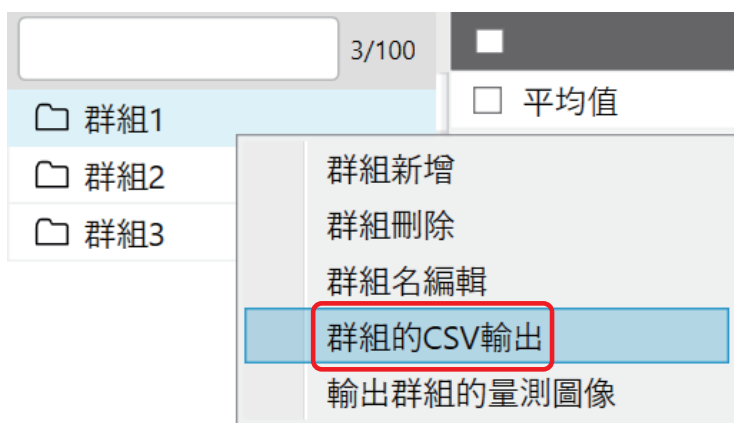 3/100
群組1
群組2
群組3
平均值
群組新增
群組刪除
群組名編輯
群組的CSV輸出
輸出群組的量測圖像